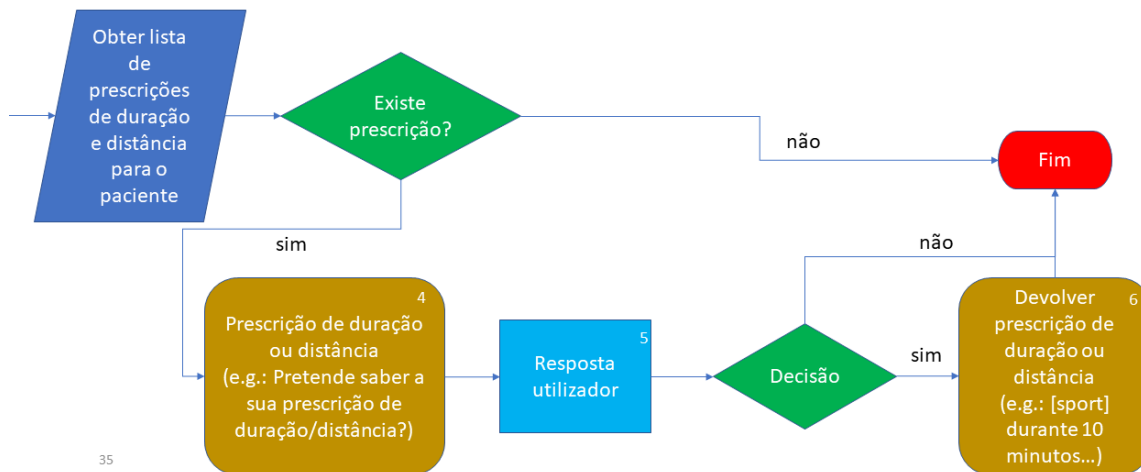 Obter lista
de
prescrições
de duração
e distância
para o
paciente
Existe
prescrição?
não
Fim
sim
4
Prescrição de duração
ou distância
(e.g.: Pretende saber a
sua prescrição de
duração/distância?)
5
Resposta
utilizador
Decisão
não
sim
6
Devolver
prescrição de
duração ou
distância
(e.g.: [sport]
durante 10
minutos...)
35